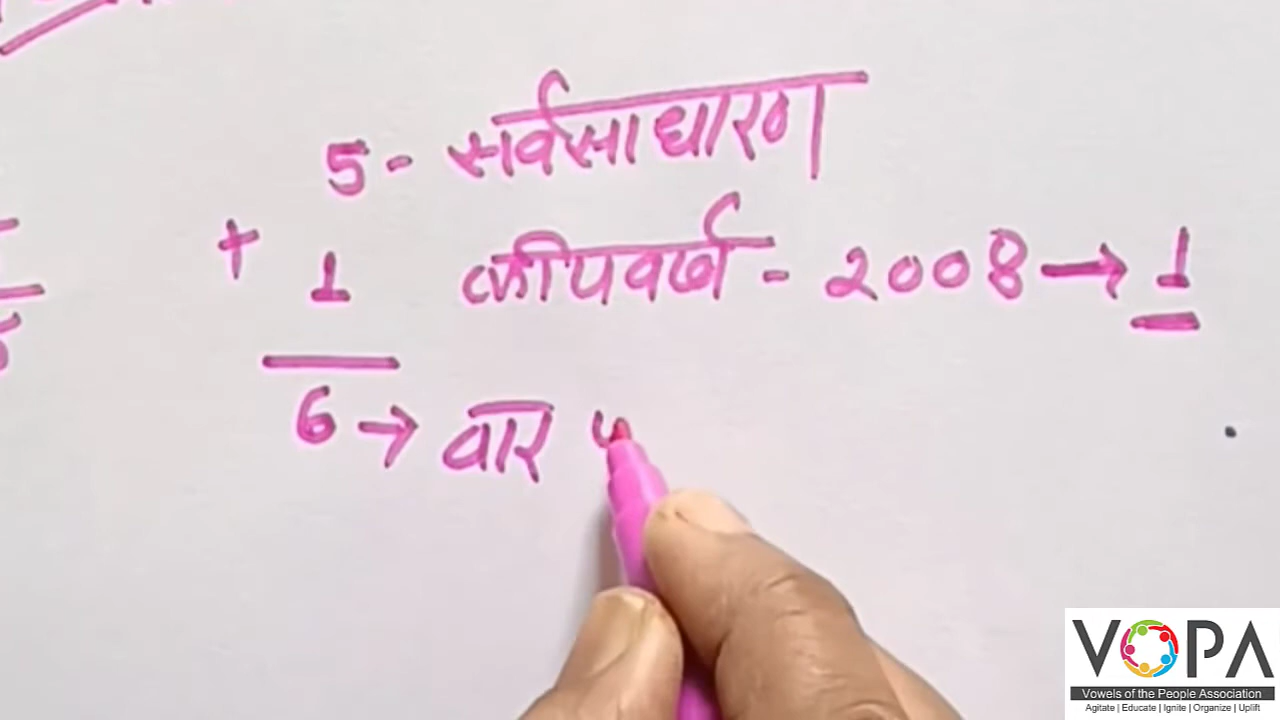 5 - सर्वसाधारण
+ 1 लीपवर्ष - 2008 → 1
6 → वार
VOPA
Vowels of the People Association
Agitate | Educate | Ignite | Organize | Uplift